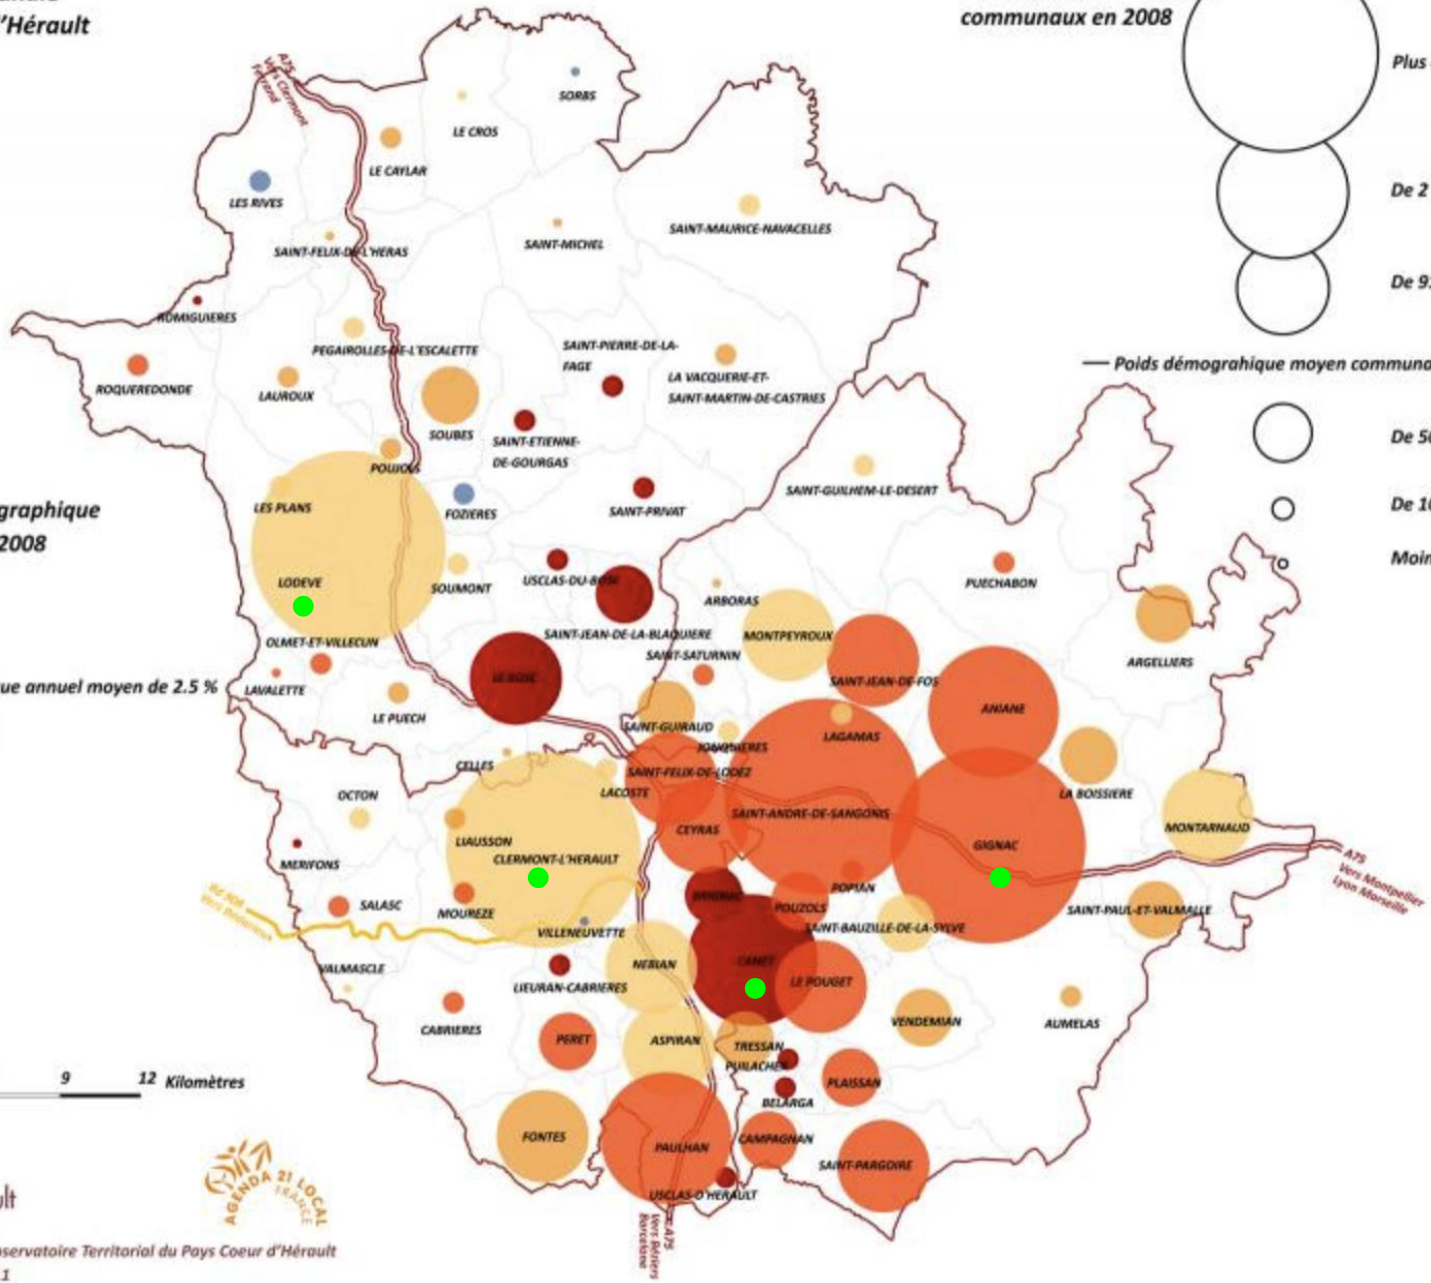 d'Hérault
communaux en 2008
Plus
SORBS
LE CROS
LE CAYLAR
A75
Vers Clermont
Ferrand
LES RIVES
De 2
SAINT-MAURICE-NAVACELLES
SAINT-MICHEL
SAINT-FELIX-DE-L'HERAS
ROMIGUIERES
PEGAIROLLES-DE-L'ESCALETTE
SAINT-PIERRE-DE-LA-
FAGE
Poids démograhique moyen communa
LA VACQUERIE-ET-
SAINT-MARTIN-DE-CASTRIES
ROQUEREDONDE
LAUROUX
SOUBES
SAINT-ETIENNE-
DE-GOURGAS
POUJOLS
SAINT-GUILHEM-LE-DESERT
LES PLANS
FOZIERES
SAINT-PRIVAT
graphique
2008
De 10
Moin
LODEVE
SOUMONT
USCLAS-DU-BOSC
PUECHABON
ARBORAS
OLMET-ET-VILLECUN
SAINT-JEAN-DE-LA-BLAQUIERE
MONTPEYROUX
SAINT-SATURNIN
ARGELLIERS
LE BOSC
SAINT-JEAN-DE-FOS
ue annuel moyen de 2.5 %
LAVALETTE
ANIANE
LE PUECH
SAINT-GUIRAUD
LAGAMAS
JONQUIERES
CELLES
SAINT-FELIX-DE-LODEZ
LACOSTE
LA BOISSIERE
OCTON
SAINT-ANDRE-DE-SANGONIS
CEYRAS
MONTARNAUD
LIAUSSON
CLERMONT-L'HERAULT
GIGNAC
MERIFONS
A75
Vers Montpellier
Lyon Marseille
BRIGNAC
POPIAN
SALASC
MOUREZE
POUZOLS
SAINT-PAUL-ET-VALMALLE
Vers Bédarieux
VILLENEUVETTE
SAINT-BAUZILLE-DE-LA-SYLVE
NEBIAN
CANET
VALMASCLE
LIEURAN-CABRIERES
LE POUGET
CABRIERES
VENDEMIAN
AUMELAS
PERET
ASPIRAN
TRESSAN
PUILACHER
9 12 Kilomètres
PLAISSAN
BELARGA
FONTES
PAULHAN
CAMPAGNAN
SAINT-PARGOIRE
USCLAS-D'HERAULT
AGENDA 21 LOCAL
FRANCE
ult
A75
Vers Béziers
Barcelone
bservatoire Territorial du Pays Coeur d'Hérault
1